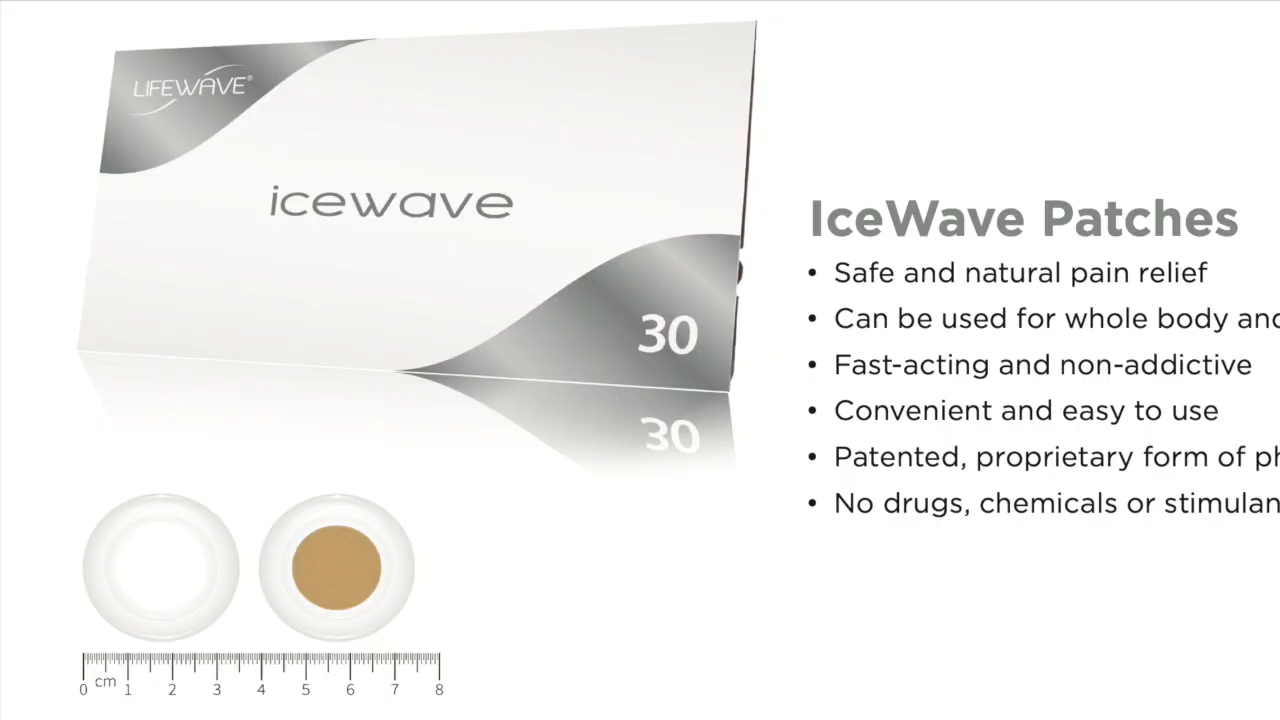 LIFEWAVE®
icewave
30
30
IceWave Patches
• Safe and natural pain relief
• Can be used for whole body and
• Fast-acting and non-addictive
• Convenient and easy to use
• Patented, proprietary form of ph
• No drugs, chemicals or stimulan
0 cm 1 2 3 4 5 6 7 8